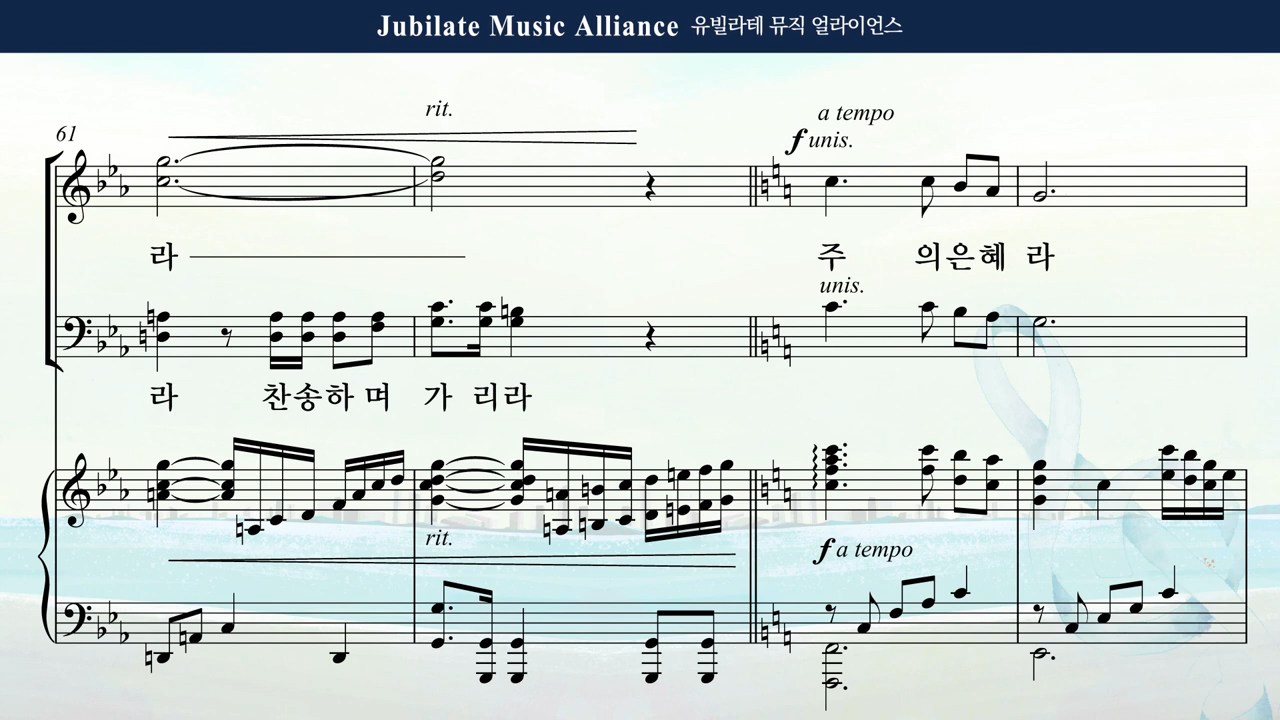 Jubilate Music Alliance 유빌라테 뮤직 얼라이언스
rit.
a tempo
61
f unis.
라 주 의은혜 라
unis.
라 찬송하 며 가 리라
rit.
f a tempo